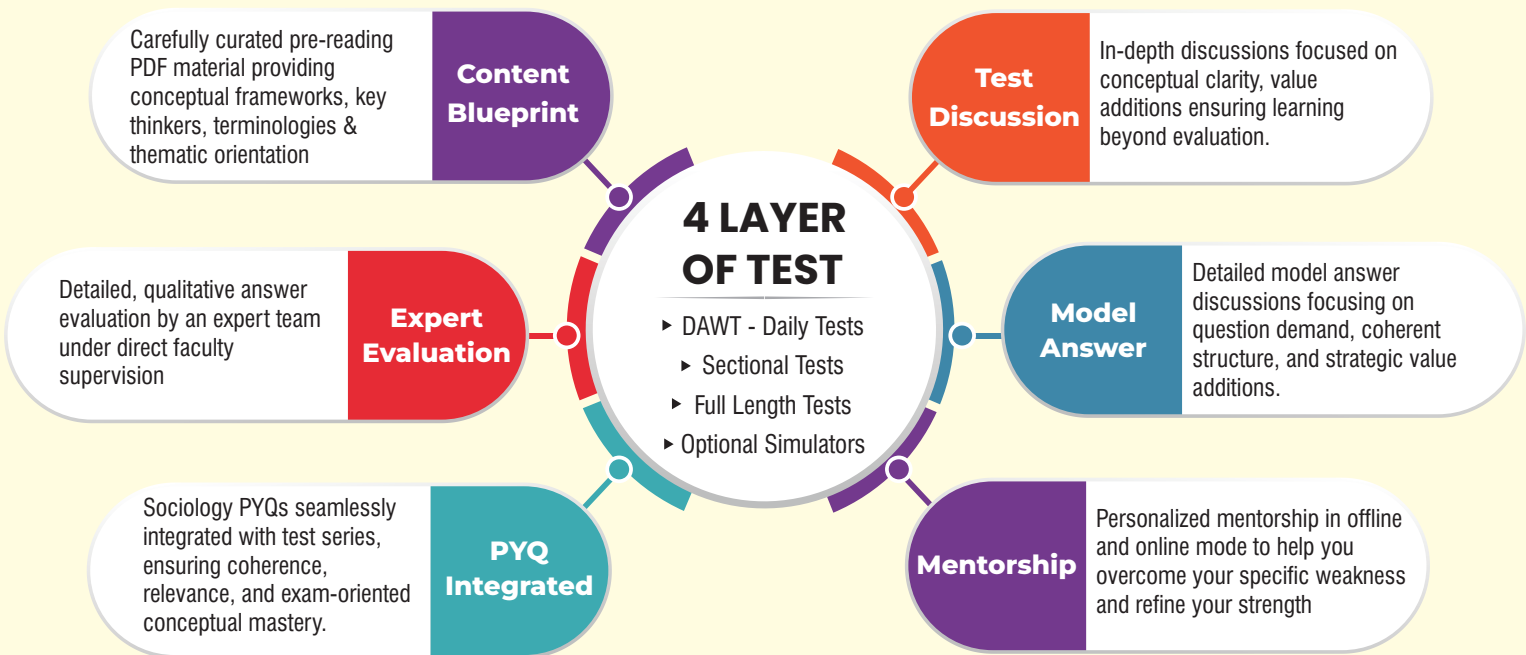 Carefully curated pre-reading
PDF material providing
conceptual frameworks, key
thinkers, terminologies &
thematic orientation
Content
Blueprint
Test
Discussion
In-depth discussions focused on
conceptual clarity, value
additions ensuring learning
beyond evaluation.
4 LAYER
OF TEST
▸ DAWT - Daily Tests
▸ Sectional Tests
▸ Full Length Tests
▸ Optional Simulators
Detailed, qualitative answer
evaluation by an expert team
under direct faculty
supervision
Expert
Evaluation
Model
Answer
Detailed model answer
discussions focusing on
question demand, coherent
structure, and strategic value
additions.
Sociology PYQs seamlessly
integrated with test series,
ensuring coherence,
relevance, and exam-oriented
conceptual mastery.
PYQ
Integrated
Mentorship
Personalized mentorship in offline
and online mode to help you
overcome your specific weakness
and refine your strength